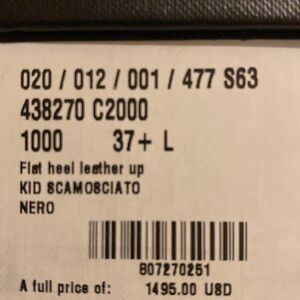 020 / 012 / 001 / 477 S63
438270 C2000
1000 37+ L
Flat heel leather up
KID SCAMOSCIATO
NERO
807270251
A full price of: 1495.00 USD